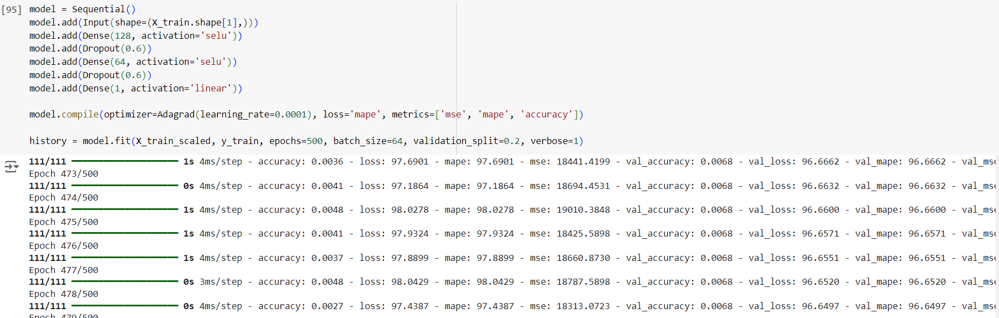 [95] model = Sequential()
model.add(Input(shape=(X_train.shape[1],)))
model.add(Dense(128, activation='selu'))
model.add(Dropout(0.6))
model.add(Dense(64, activation='selu'))
model.add(Dropout(0.6))
model.add(Dense(1, activation='linear'))
model.compile(optimizer=Adagrad(learning_rate=0.0001), loss='mape', metrics=['mse', 'mape', 'accuracy'])
history = model.fit(X_train_scaled, y_train, epochs=500, batch_size=64, validation_split=0.2, verbose=1)
111/111 ━━━━━━━━━━━━━━━━━━━━ 1s 4ms/step - accuracy: 0.0036 - loss: 97.6901 - mape: 97.6901 - mse: 18441.4199 - val_accuracy: 0.0068 - val_loss: 96.6662 - val_mape: 96.6662 - val_mse
Epoch 473/500
111/111 ━━━━━━━━━━━━━━━━━━━━ 0s 4ms/step - accuracy: 0.0041 - loss: 97.1864 - mape: 97.1864 - mse: 18694.4531 - val_accuracy: 0.0068 - val_loss: 96.6632 - val_mape: 96.6632 - val_mse
Epoch 474/500
111/111 ━━━━━━━━━━━━━━━━━━━━ 1s 4ms/step - accuracy: 0.0048 - loss: 98.0278 - mape: 98.0278 - mse: 19010.3848 - val_accuracy: 0.0068 - val_loss: 96.6600 - val_mape: 96.6600 - val_mse
Epoch 475/500
111/111 ━━━━━━━━━━━━━━━━━━━━ 1s 4ms/step - accuracy: 0.0041 - loss: 97.9324 - mape: 97.9324 - mse: 18425.5898 - val_accuracy: 0.0068 - val_loss: 96.6571 - val_mape: 96.6571 - val_mse
Epoch 476/500
111/111 ━━━━━━━━━━━━━━━━━━━━ 1s 4ms/step - accuracy: 0.0037 - loss: 97.8899 - mape: 97.8899 - mse: 18660.8730 - val_accuracy: 0.0068 - val_loss: 96.6551 - val_mape: 96.6551 - val_mse
Epoch 477/500
111/111 ━━━━━━━━━━━━━━━━━━━━ 0s 3ms/step - accuracy: 0.0048 - loss: 98.0429 - mape: 98.0429 - mse: 18787.5898 - val_accuracy: 0.0068 - val_loss: 96.6520 - val_mape: 96.6520 - val_mse
Epoch 478/500
111/111 ━━━━━━━━━━━━━━━━━━━━ 0s 4ms/step - accuracy: 0.0027 - loss: 97.4387 - mape: 97.4387 - mse: 18313.0723 - val_accuracy: 0.0068 - val_loss: 96.6497 - val_mape: 96.6497 - val_mse
Epoch 479/500